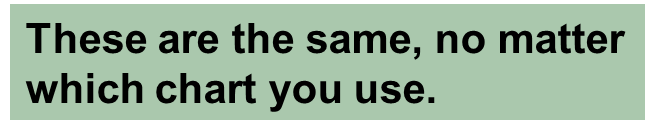 These are the same, no matter
which chart you use.